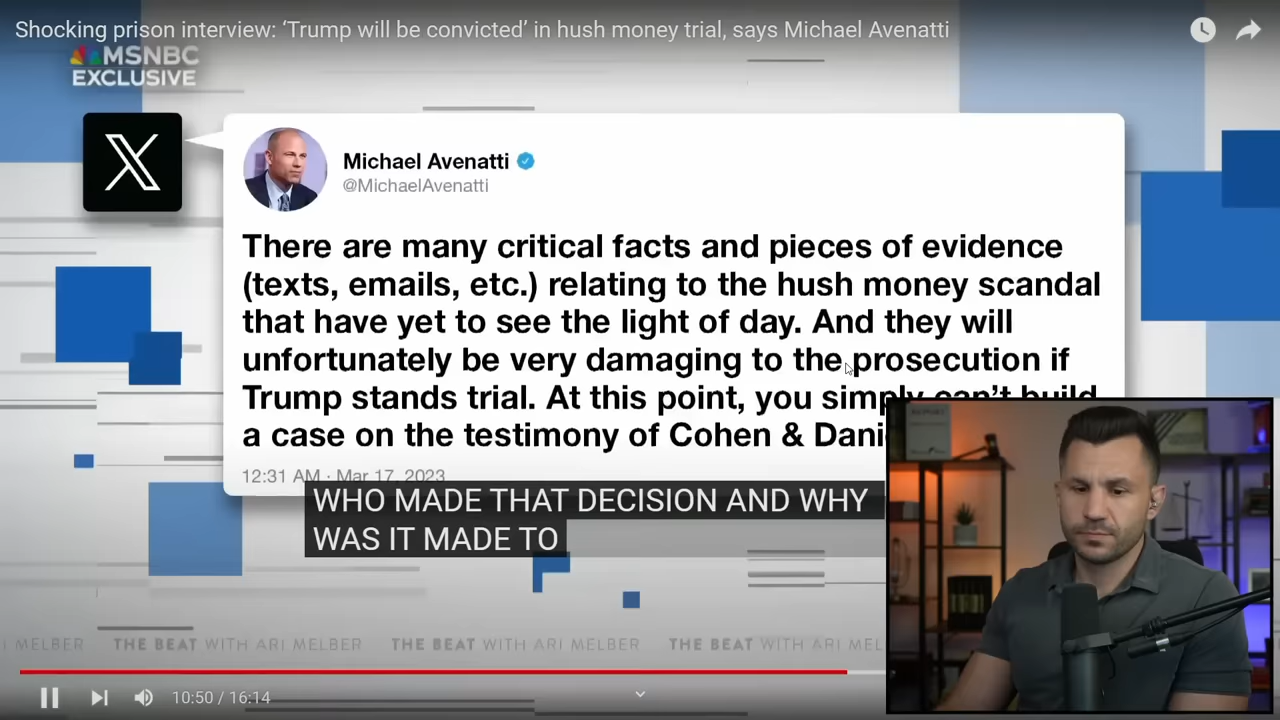 Shocking prison interview: ‘Trump will be convicted’ in hush money trial, says Michael Avenatti
MSNBC
EXCLUSIVE
X
Michael Avenatti
@MichaelAvenatti
There are many critical facts and pieces of evidence
(texts, emails, etc.) relating to the hush money scandal
that have yet to see the light of day. And they will
unfortunately be very damaging to the prosecution if
Trump stands trial. At this point, you simply can’t build
a case on the testimony of Cohen & Dani
12:31 AM · Mar 17, 2023
WHO MADE THAT DECISION AND WHY
WAS IT MADE TO
I MELBER THE BEAT WITH ARI MELBER THE BEAT WITH ARI MELBER THE BEAT WITH ARI MEL
10:50 / 16:14